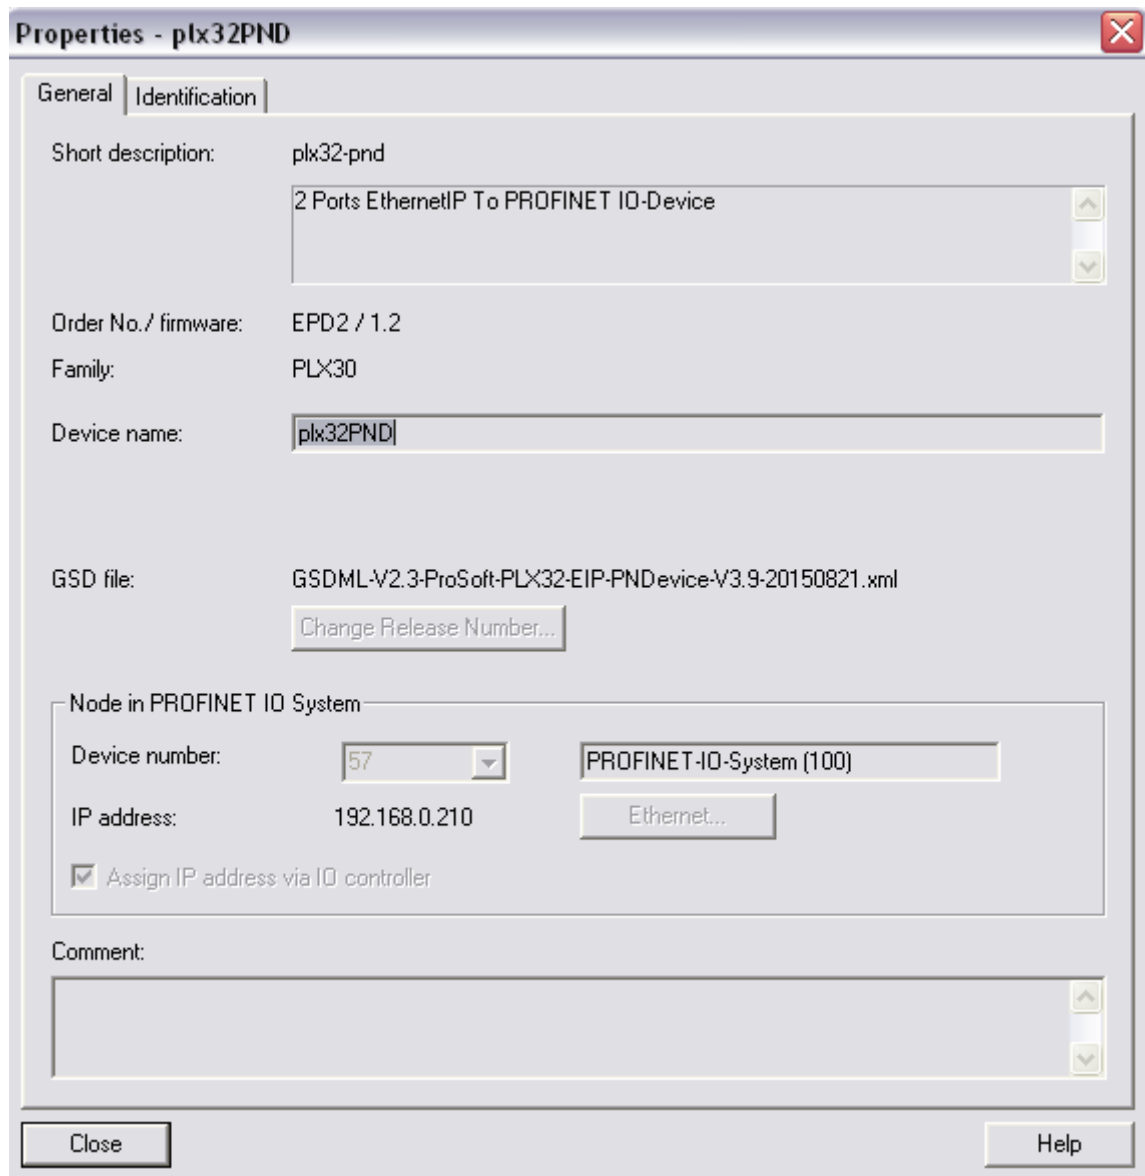 Properties - plx32PND
General Identification
Short description: plx32-pnd
2 Ports EthernetIP To PROFINET IO-Device
Order No./ firmware: EPD2 / 1.2
Family: PLX30
Device name: plx32PND
GSD file: GSDML-V2.3-ProSoft-PLX32-EIP-PNDevice-V3.9-20150821.xml
Change Release Number...
Node in PROFINET IO System
Device number: 57 PROFINET-IO-System (100)
IP address: 192.168.0.210 Ethernet...
Assign IP address via IO controller
Comment:
Close Help